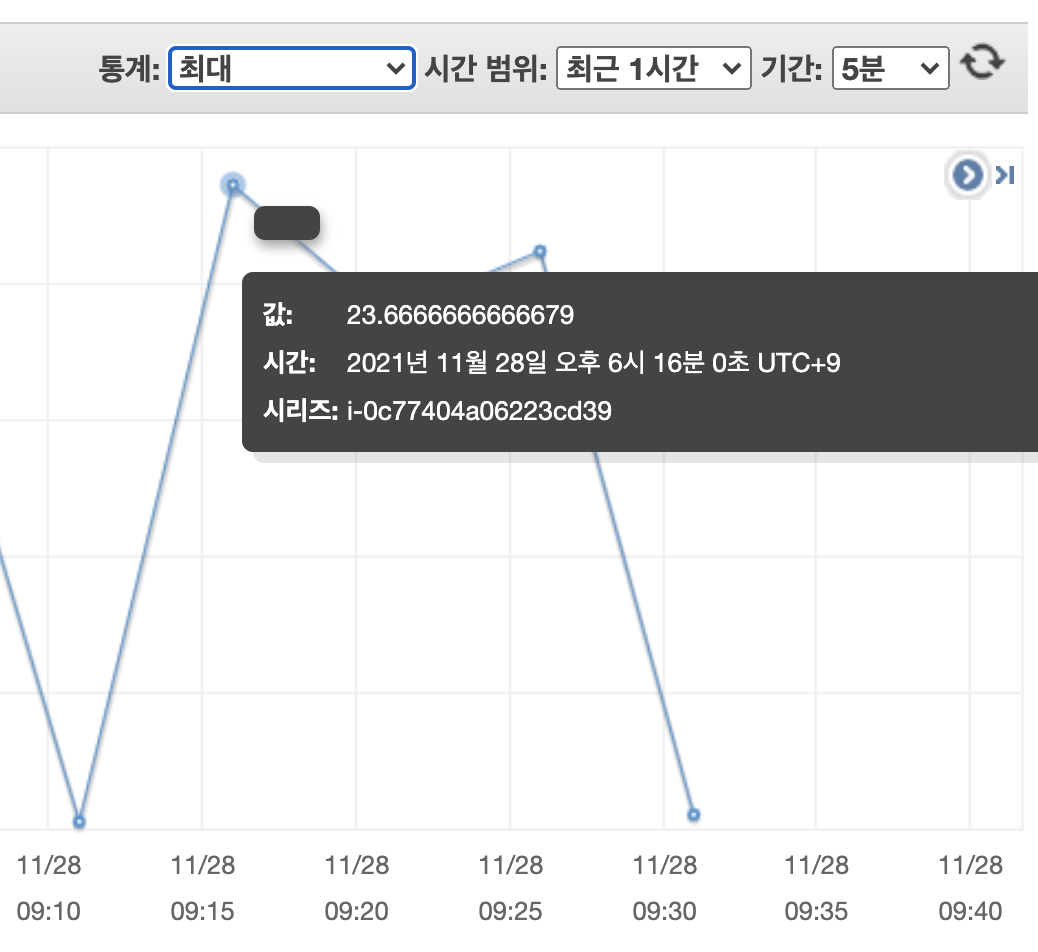 통계: 최대 시간 범위: 최근 1시간 기간: 5분
값: 23.6666666666679
시간: 2021년 11월 28일 오후 6시 16분 0초 UTC+9
시리즈: i-0c77404a06223cd39
11/28 11/28 11/28 11/28 11/28 11/28 11/28
09:10 09:15 09:20 09:25 09:30 09:35 09:40